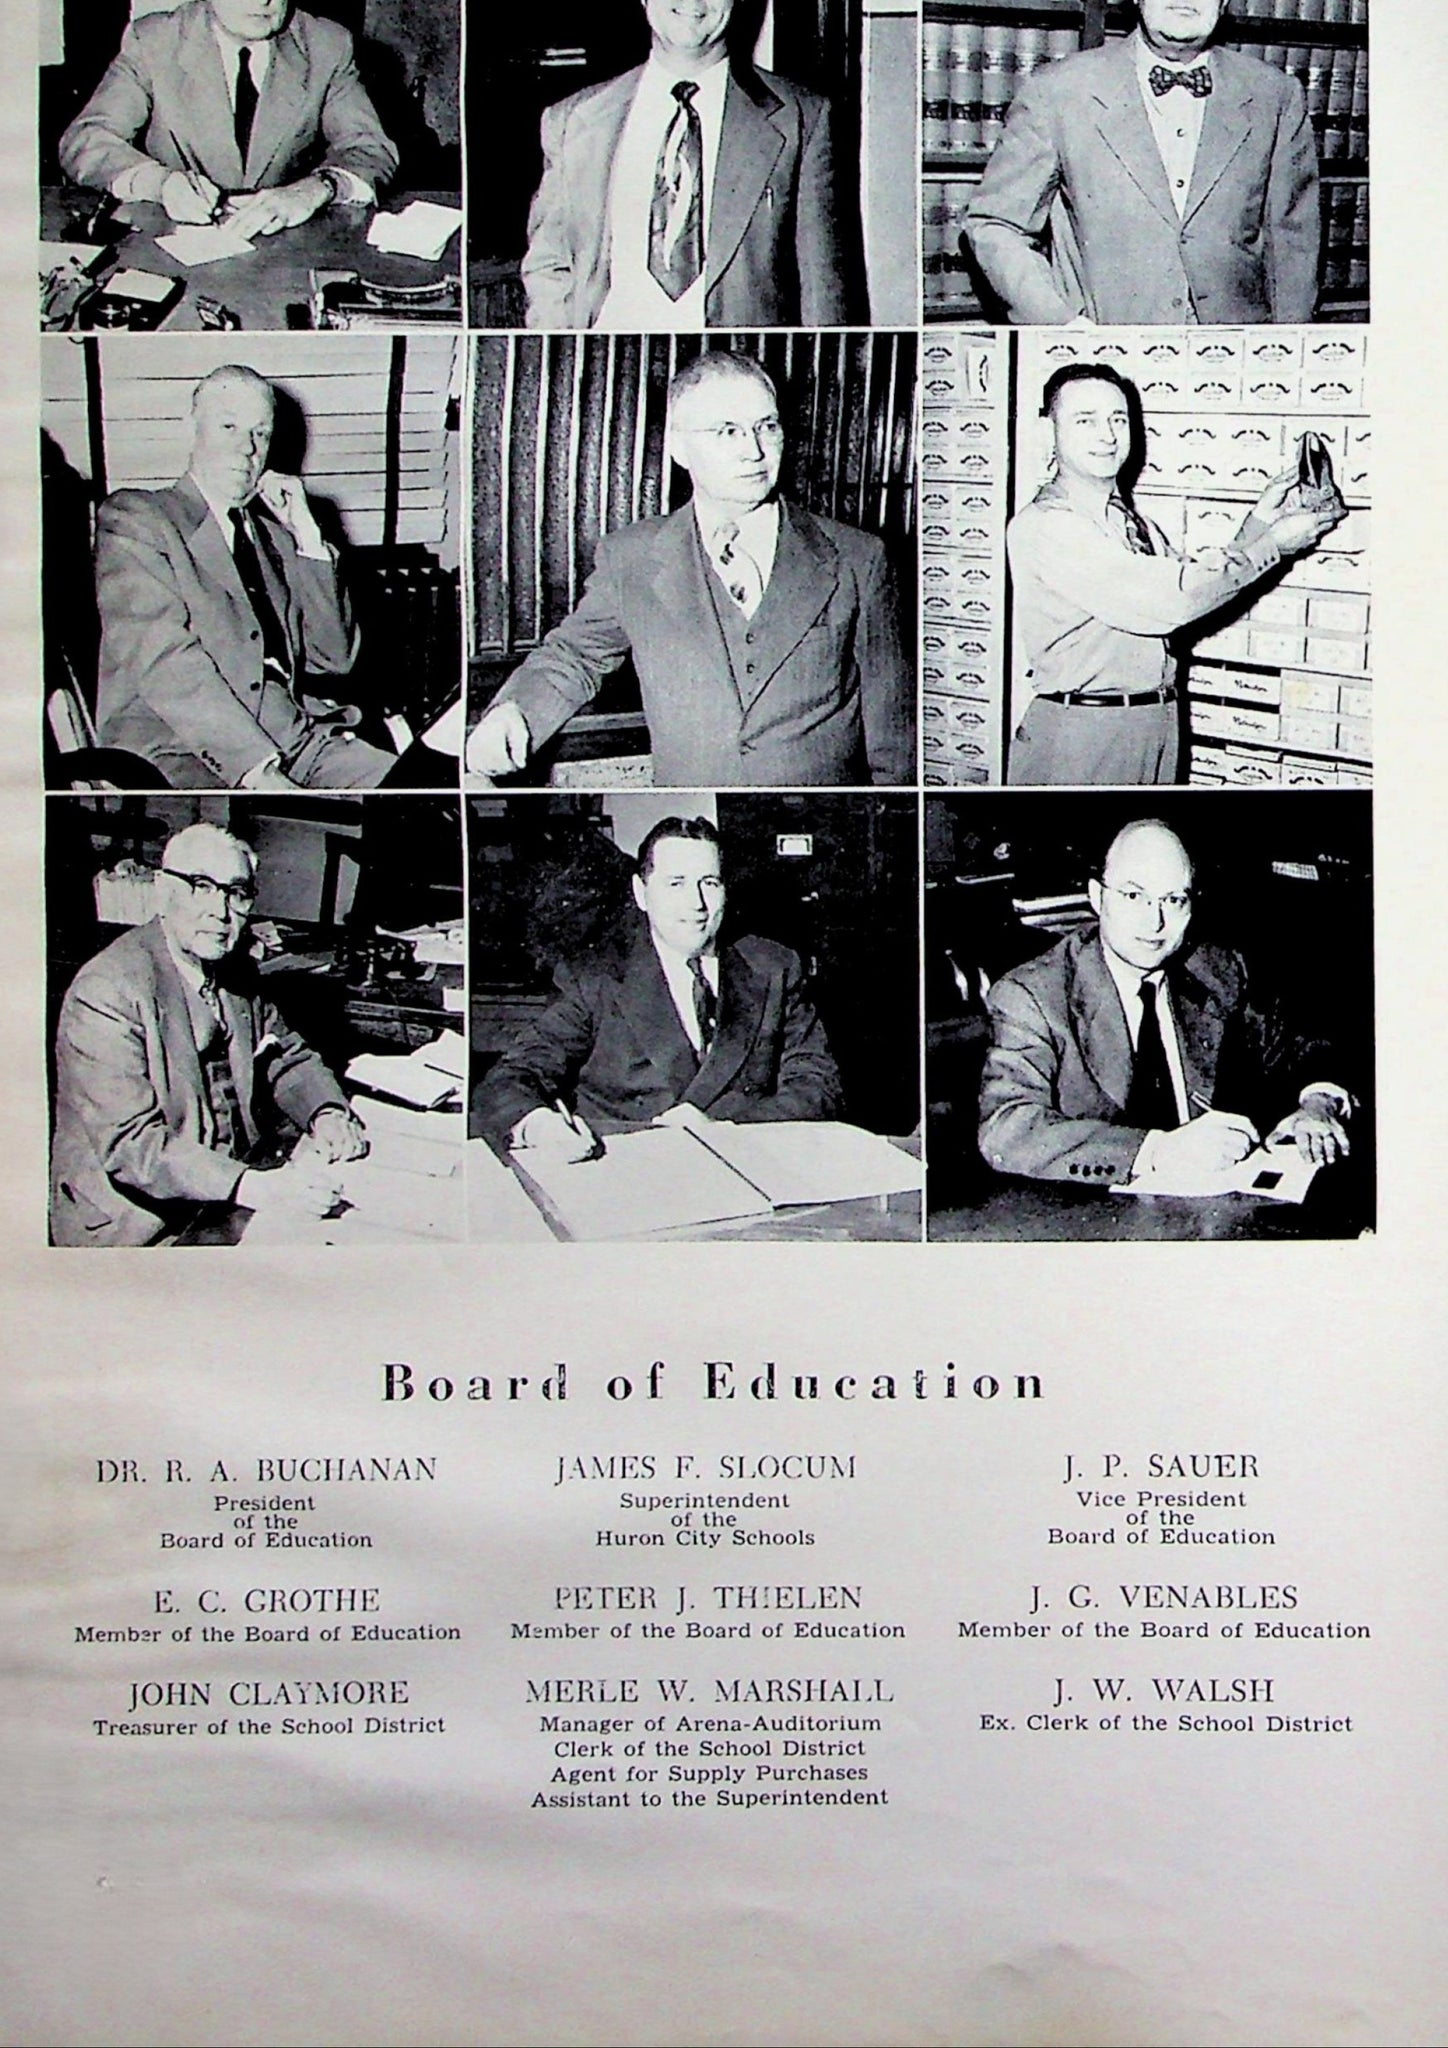 Board of Education
DR. R. A. BUCHANAN
President
of the
Board of Education
JAMES F. SLOCUM
Superintendent
of the
Huron City Schools
J. P. SAUER
Vice President
of the
Board of Education
E. C. GROTHE
Member of the Board of Education
PETER J. THIELEN
Member of the Board of Education
J. G. VENABLES
Member of the Board of Education
JOHN CLAYMORE
Treasurer of the School District
MERLE W. MARSHALL
Manager of Arena-Auditorium
Clerk of the School District
Agent for Supply Purchases
Assistant to the Superintendent
J. W. WALSH
Ex. Clerk of the School District